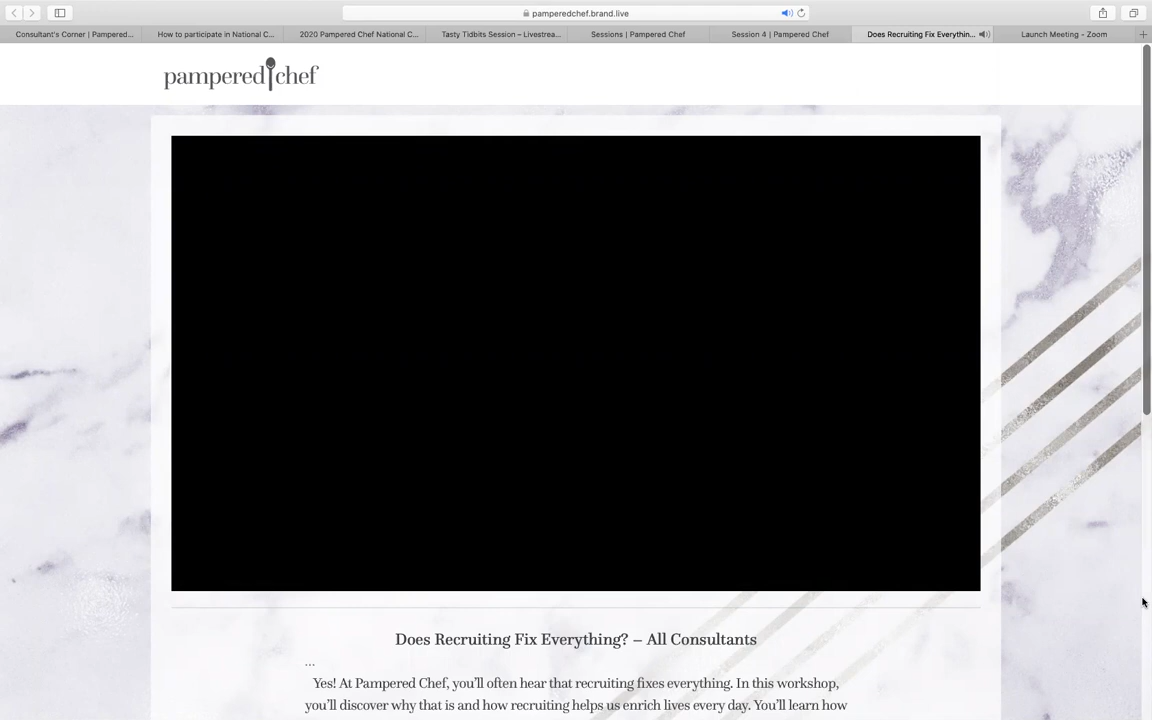 pamperedchef.brand.live
Consultant's Corner | Pampered...
How to participate in National C...
2020 Pampered Chef National C...
Tasty Tidbits Session – Livestrea...
Sessions | Pampered Chef
Session 4 | Pampered Chef
Does Recruiting Fix Everythin...
Launch Meeting - Zoom
pampered chef
Does Recruiting Fix Everything? – All Consultants
...
Yes! At Pampered Chef, you'll often hear that recruiting fixes everything. In this workshop,
you'll discover why that is and how recruiting helps us enrich lives every day. You'll learn how